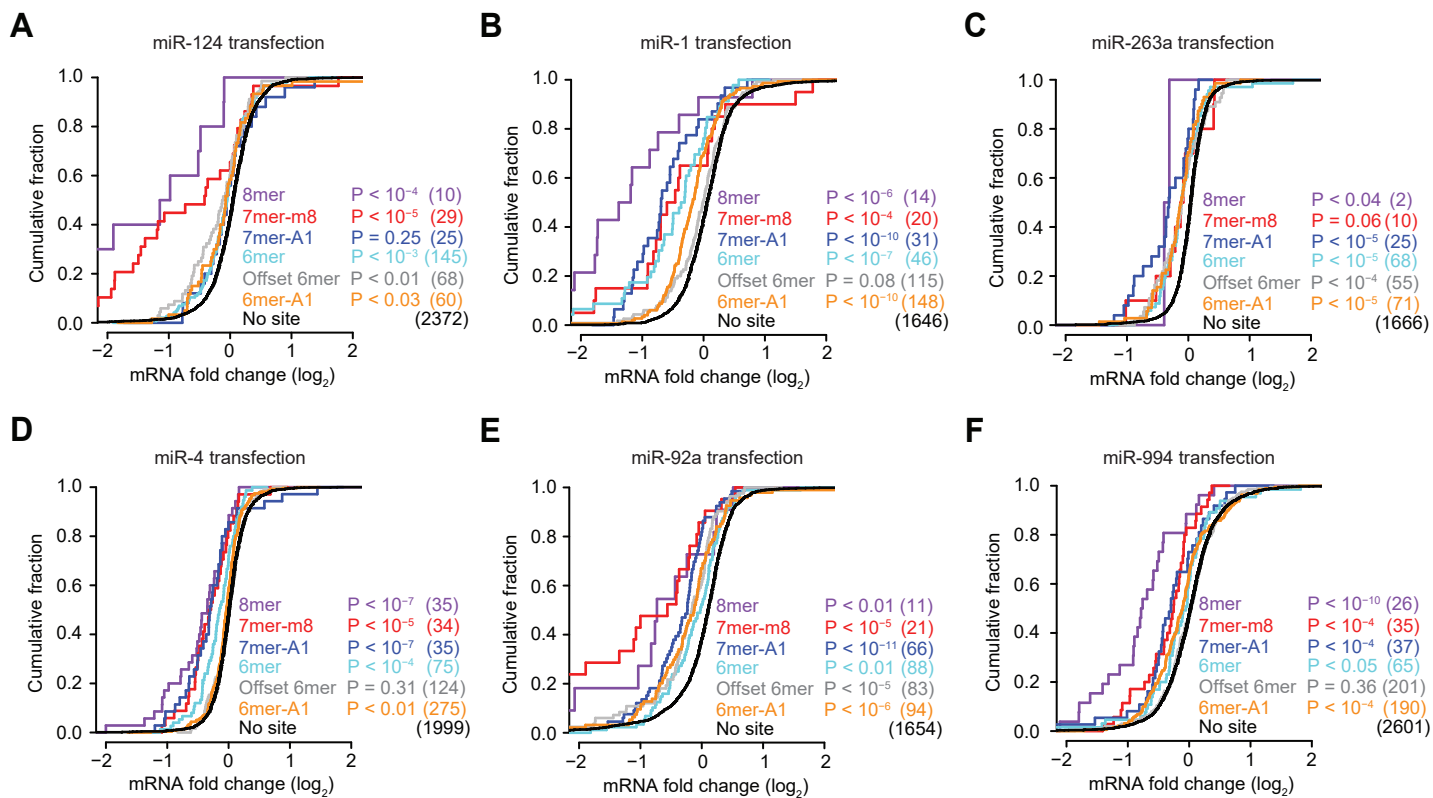 A
miR-124 transfection
Cumulative fraction
1.0
0.8
0.6
0.4
0.2
0.0
8mer P < 10⁻⁴ (10)
7mer-m8 P < 10⁻⁵ (29)
7mer-A1 P = 0.25 (25)
6mer P < 10⁻³ (145)
Offset 6mer P < 0.01 (68)
6mer-A1 P < 0.03 (60)
No site (2372)
−2 −1 0 1 2
mRNA fold change (log₂)
B
miR-1 transfection
Cumulative fraction
1.0
0.8
0.6
0.4
0.2
0.0
8mer P < 10⁻⁶ (14)
7mer-m8 P < 10⁻⁴ (20)
7mer-A1 P < 10⁻¹⁰ (31)
6mer P < 10⁻⁷ (46)
Offset 6mer P = 0.08 (115)
6mer-A1 P < 10⁻¹⁰ (148)
No site (1646)
−2 −1 0 1 2
mRNA fold change (log₂)
C
miR-263a transfection
Cumulative fraction
1.0
0.8
0.6
0.4
0.2
0.0
8mer P < 0.04 (2)
7mer-m8 P = 0.06 (10)
7mer-A1 P < 10⁻⁵ (25)
6mer P < 10⁻⁵ (68)
Offset 6mer P < 10⁻⁴ (55)
6mer-A1 P < 10⁻⁵ (71)
No site (1666)
−2 −1 0 1 2
mRNA fold change (log₂)
D
miR-4 transfection
Cumulative fraction
1.0
0.8
0.6
0.4
0.2
0.0
8mer P < 10⁻⁷ (35)
7mer-m8 P < 10⁻⁵ (34)
7mer-A1 P < 10⁻⁷ (35)
6mer P < 10⁻⁴ (75)
Offset 6mer P = 0.31 (124)
6mer-A1 P < 0.01 (275)
No site (1999)
−2 −1 0 1 2
mRNA fold change (log₂)
E
miR-92a transfection
Cumulative fraction
1.0
0.8
0.6
0.4
0.2
0.0
8mer P < 0.01 (11)
7mer-m8 P < 10⁻⁵ (21)
7mer-A1 P < 10⁻¹¹ (66)
6mer P < 0.01 (88)
Offset 6mer P < 10⁻⁵ (83)
6mer-A1 P < 10⁻⁶ (94)
No site (1654)
−2 −1 0 1 2
mRNA fold change (log₂)
F
miR-994 transfection
Cumulative fraction
1.0
0.8
0.6
0.4
0.2
0.0
8mer P < 10⁻¹⁰ (26)
7mer-m8 P < 10⁻⁴ (35)
7mer-A1 P < 10⁻⁴ (37)
6mer P < 0.05 (65)
Offset 6mer P = 0.36 (201)
6mer-A1 P < 10⁻⁴ (190)
No site (2601)
−2 −1 0 1 2
mRNA fold change (log₂)